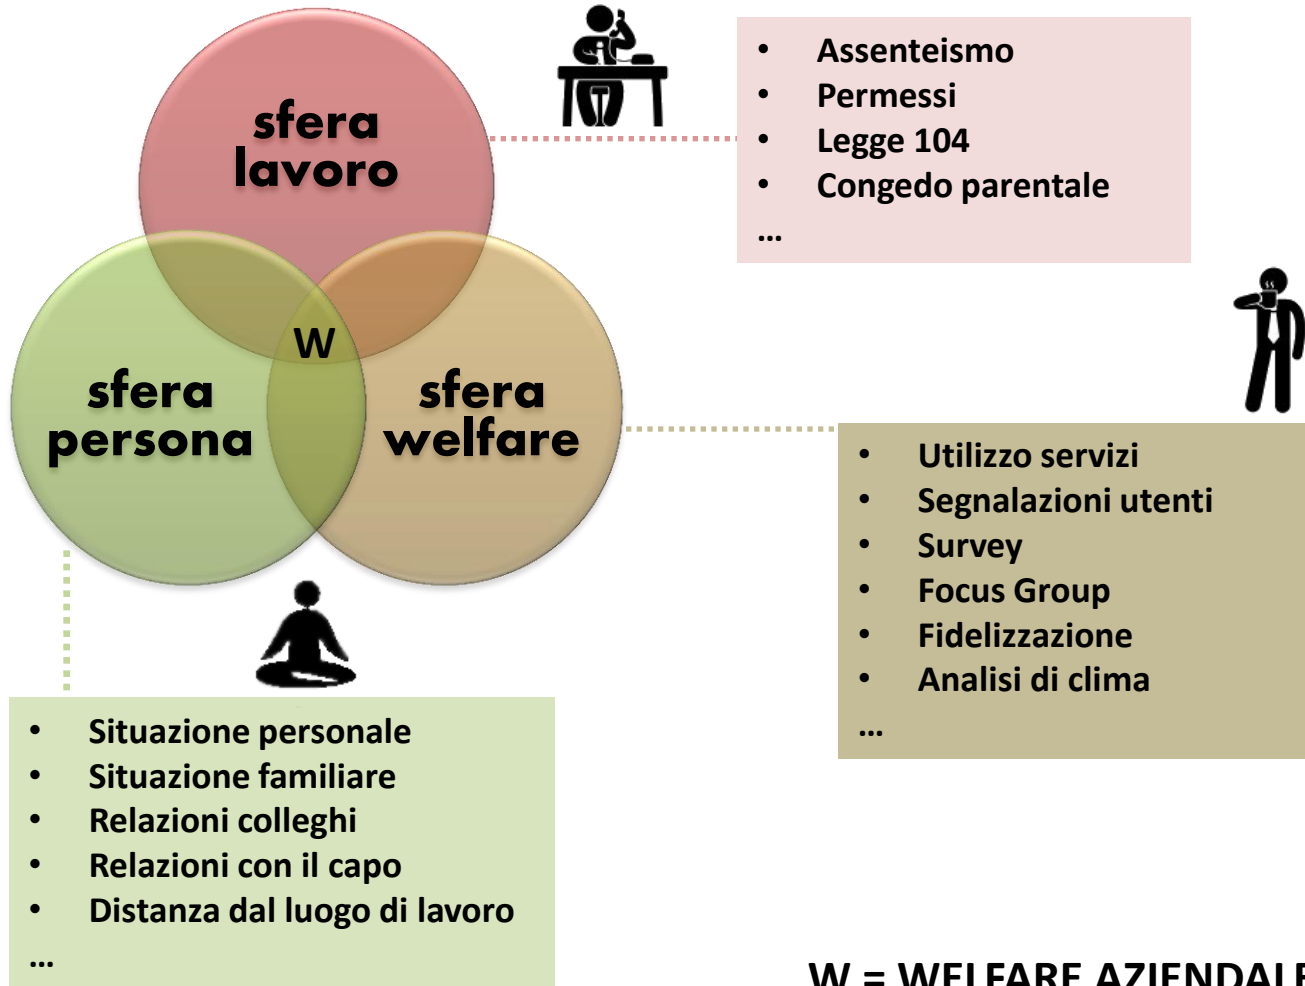 sfera
lavoro
W
sfera
persona
sfera
welfare
• Assenteismo
• Permessi
• Legge 104
• Congedo parentale
...
• Utilizzo servizi
• Segnalazioni utenti
• Survey
• Focus Group
• Fidelizzazione
• Analisi di clima
...
• Situazione personale
• Situazione familiare
• Relazioni colleghi
• Relazioni con il capo
• Distanza dal luogo di lavoro
...
W = WELFARE AZIENDALE